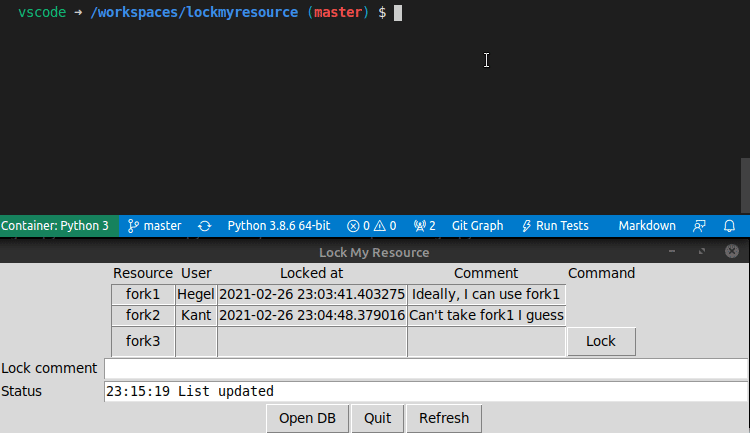 vscode ➜ /workspaces/lockmyresource (master) $
Container: Python 3 master Python 3.8.6 64-bit 0 0 2 Git Graph Run Tests Markdown
Lock My Resource
Resource User Locked at Comment Command
fork1 Hegel 2021-02-26 23:03:41.403275 Ideally, I can use fork1
fork2 Kant 2021-02-26 23:04:48.379016 Can't take fork1 I guess
fork3 Lock
Lock comment
Status 23:15:19 List updated
Open DB Quit Refresh